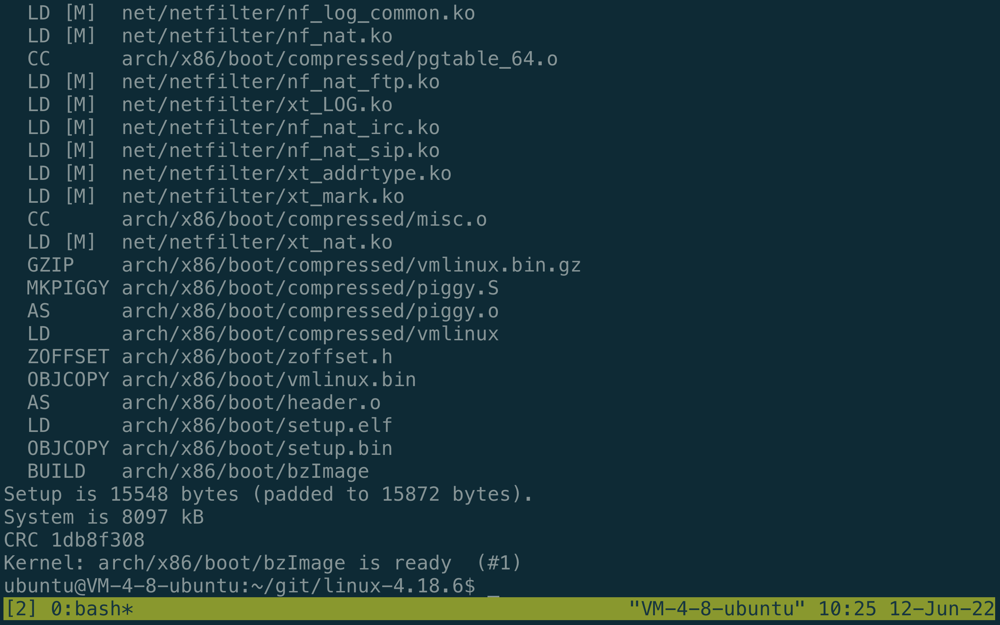 LD [M]  net/netfilter/nf_log_common.ko
LD [M]  net/netfilter/nf_nat.ko
CC      arch/x86/boot/compressed/pgtable_64.o
LD [M]  net/netfilter/nf_nat_ftp.ko
LD [M]  net/netfilter/xt_LOG.ko
LD [M]  net/netfilter/nf_nat_irc.ko
LD [M]  net/netfilter/nf_nat_sip.ko
LD [M]  net/netfilter/xt_addrtype.ko
LD [M]  net/netfilter/xt_mark.ko
CC      arch/x86/boot/compressed/misc.o
LD [M]  net/netfilter/xt_nat.ko
GZIP    arch/x86/boot/compressed/vmlinux.bin.gz
MKPIGGY arch/x86/boot/compressed/piggy.S
AS      arch/x86/boot/compressed/piggy.o
LD      arch/x86/boot/compressed/vmlinux
ZOFFSET arch/x86/boot/zoffset.h
OBJCOPY arch/x86/boot/vmlinux.bin
AS      arch/x86/boot/header.o
LD      arch/x86/boot/setup.elf
OBJCOPY arch/x86/boot/setup.bin
BUILD   arch/x86/boot/bzImage
Setup is 15548 bytes (padded to 15872 bytes).
System is 8097 kB
CRC 1db8f308
Kernel: arch/x86/boot/bzImage is ready  (#1)
ubuntu@VM-4-8-ubuntu:~/git/linux-4.18.6$ _
[2] 0:bash* "VM-4-8-ubuntu" 10:25 12-Jun-22